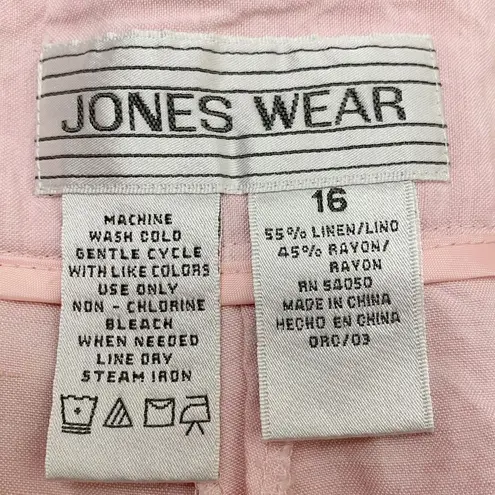 JONES WEAR
MACHINE
WASH COLD
GENTLE CYCLE
WITH LIKE COLORS
USE ONLY
NON - CHLORINE
BLEACH
WHEN NEEDED
LINE DRY
STEAM IRON
16
55% LINEN/LINO
45% RAYON/
RAYON
RN 54050
MADE IN CHINA
HECHO EN CHINA
ORO/03